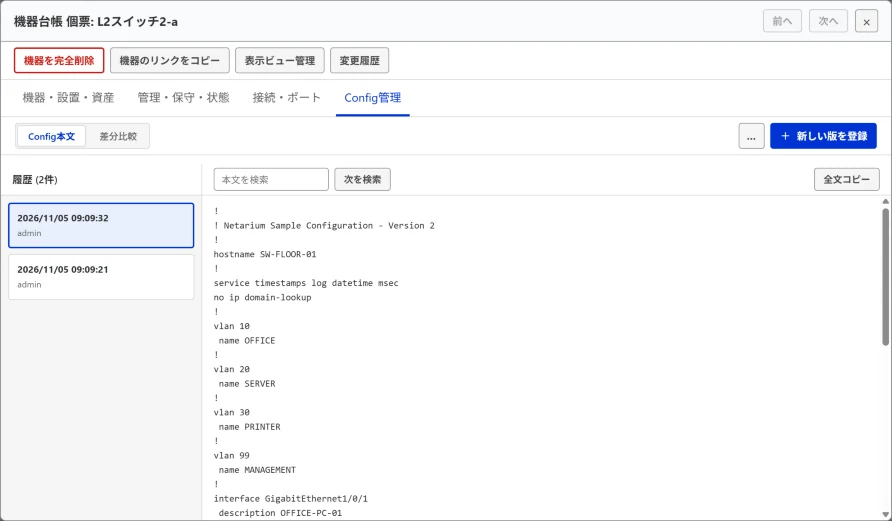 機器台帳 個票: L2スイッチ2-a
前へ 次へ ×
機器を完全削除 機器のリンクをコピー 表示ビュー管理 変更履歴
機器・設置・資産 管理・保守・状態 接続・ポート Config管理
Config本文 差分比較 ... ＋ 新しい版を登録
履歴 (2件)
2026/11/05 09:09:32
admin
2026/11/05 09:09:21
admin
本文を検索 次を検索 全文コピー
!
! Netarium Sample Configuration - Version 2
!
hostname SW-FLOOR-01
!
service timestamps log datetime msec
no ip domain-lookup
!
vlan 10
 name OFFICE
!
vlan 20
 name SERVER
!
vlan 30
 name PRINTER
!
vlan 99
 name MANAGEMENT
!
interface GigabitEthernet1/0/1
 description OFFICE-PC-01